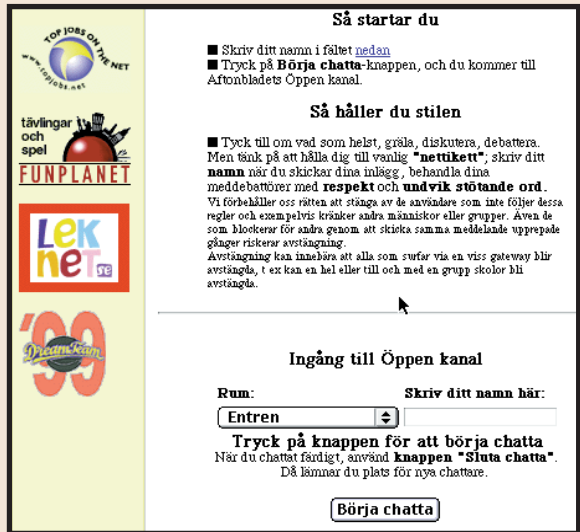 TOP JOBS ON THE NET
www.topjobs.net
tävlingar
och
spel
FUNPLANET
LeK
neT.se
'99
DreamTeam
Så startar du
■ Skriv ditt namn i fältet nedan
■ Tryck på Börja chatta-knappen, och du kommer till
Aftonbladets Öppen kanal.
Så håller du stilen
■ Tyck till om vad som helst, gräla, diskutera, debattera.
Men tänk på att hålla dig till vanlig "nettikett"; skriv ditt
namn när du skickar dina inlägg, behandla dina
meddebattörer med respekt och undvik stötande ord.
Vi förbehåller oss rätten att stänga av de användare som inte följer dessa
regler och exempelvis kränker andra människor eller grupper. Även de
som blockerar för andra genom att skicka samma meddelande upprepade
gånger riskerar avstängning.
Avstängning kan innebära att alla som surfar via en viss gateway blir
avstängda, t ex kan en hel eller till och med en grupp skolor bli
avstängda.
Ingång till Öppen kanal
Rum: Skriv ditt namn här:
Entren
Tryck på knappen för att börja chatta
När du chattat färdigt, använd knappen "Sluta chatta".
Då lämnar du plats för nya chattare.
Börja chatta